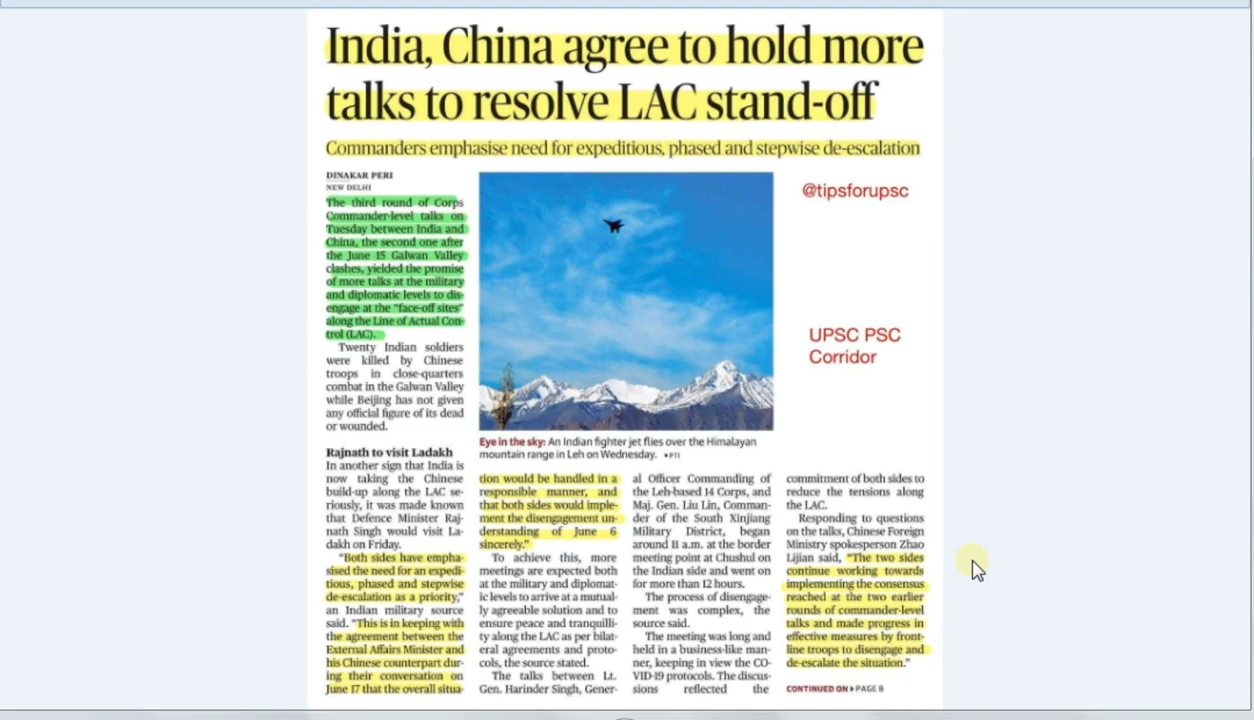 India, China agree to hold more
talks to resolve LAC stand-off
Commanders emphasise need for expeditious, phased and stepwise de-escalation
DINAKAR PERI
NEW DELHI
The third round of Corps
Commander-level talks on
Tuesday between India and
China, the second one after
the June 15 Galwan Valley
clashes, yielded the promise
of more talks at the military
and diplomatic levels to dis-
engage at the "face-off sites"
along the Line of Actual Con-
trol (LAC).
Twenty Indian soldiers
were killed by Chinese
troops in close-quarters
combat in the Galwan Valley
while Beijing has not given
any official figure of its dead
or wounded.
Rajnath to visit Ladakh
In another sign that India is
now taking the Chinese
build-up along the LAC se-
riously, it was made known
that Defence Minister Raj-
nath Singh would visit La-
dakh on Friday.
"Both sides have empha-
sised the need for an expedi-
tious, phased and stepwise
de-escalation as a priority,"
an Indian military source
said. "This is in keeping with
the agreement between the
External Affairs Minister and
his Chinese counterpart dur-
ing their conversation on
June 17 that the overall situa-
Eye in the sky: An Indian fighter jet flies over the Himalayan
mountain range in Leh on Wednesday. •PTI
tion would be handled in a
responsible manner, and
that both sides would imple-
ment the disengagement un-
derstanding of June 6
sincerely."
To achieve this, more
meetings are expected both
at the military and diplomat-
ic levels to arrive at a mutual-
ly agreeable solution and to
ensure peace and tranquilli-
ty along the LAC as per bilat-
eral agreements and proto-
cols, the source stated.
The talks between Lt.
Gen. Harinder Singh, Gener-
al Officer Commanding of
the Leh-based 14 Corps, and
Maj. Gen. Liu Lin, Comman-
der of the South Xinjiang
Military District, began
around 11 a.m. at the border
meeting point at Chushul on
the Indian side and went on
for more than 12 hours.
The process of disengage-
ment was complex, the
source said.
The meeting was long and
held in a business-like man-
ner, keeping in view the CO-
VID-19 protocols. The discus-
sions reflected the
commitment of both sides to
reduce the tensions along
the LAC.
Responding to questions
on the talks, Chinese Foreign
Ministry spokesperson Zhao
Lijian said, "The two sides
continue working towards
implementing the consensus
reached at the two earlier
rounds of commander-level
talks and made progress in
effective measures by front-
line troops to disengage and
de-escalate the situation."
CONTINUED ON PAGE 8
@tipsforupsc
UPSC PSC
Corridor